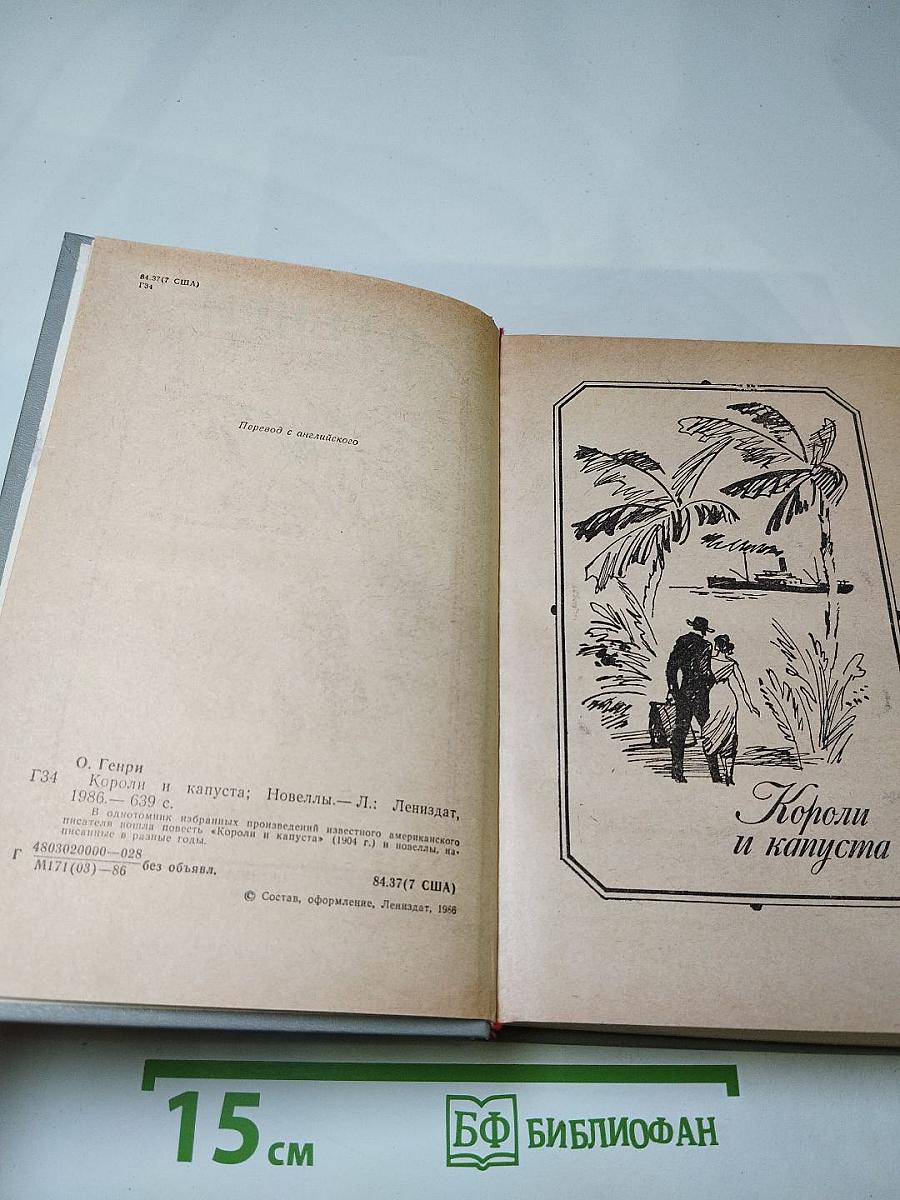 84.37(7 США)
Г34
Перевод с английского
О. Генри
Г34 Короли и капуста; Новеллы.— Л.: Лениздат,
1986.— 639 с.
В однотомник избранных произведений известного американского
писателя вошла повесть «Короли и капуста» (1904 г.) и новеллы, на-
писанные в разные годы.
Г 4803020000—028
М171(03)—86 без объявл.
84.37(7 США)
© Состав, оформление, Лениздат, 1986
Короли
и капуста
15 см
БФ БИБЛИОФАН